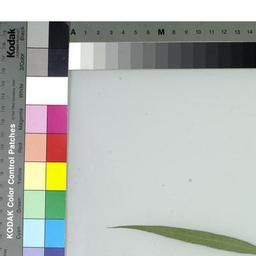 A 1 2 3 4 5 6 M 8 9 10 11 12 13 14
Kodak
3/Color Black
White
Magenta
Red
Yellow
Green
Cyan
KODAK Color Control Patches